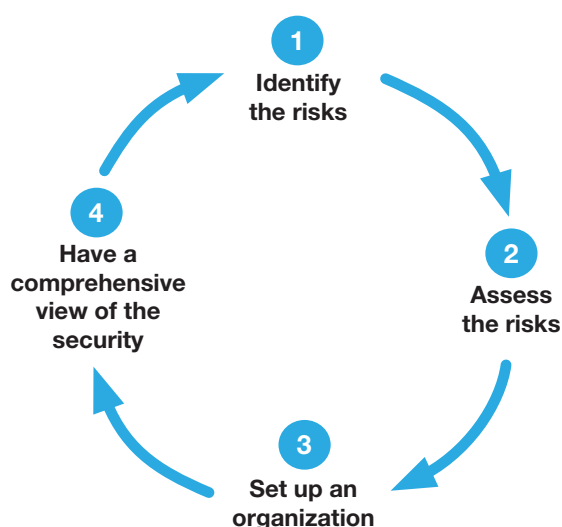 1
Identify
the risks
2
Assess
the risks
3
Set up an
organization
4
Have a
comprehensive
view of the
security